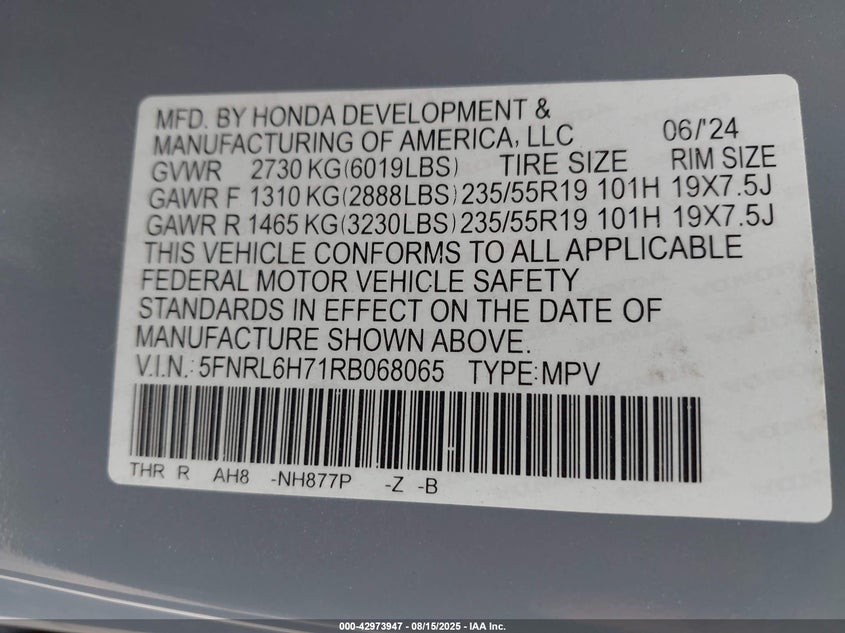 MFD. BY HONDA DEVELOPMENT &
MANUFACTURING OF AMERICA, LLC 06/'24
GVWR 2730 KG(6019LBS) TIRE SIZE RIM SIZE
GAWR F 1310 KG(2888LBS) 235/55R19 101H 19X7.5J
GAWR R 1465 KG(3230LBS) 235/55R19 101H 19X7.5J
THIS VEHICLE CONFORMS TO ALL APPLICABLE
FEDERAL MOTOR VEHICLE SAFETY
STANDARDS IN EFFECT ON THE DATE OF
MANUFACTURE SHOWN ABOVE.
V.I.N.: 5FNRL6H71RB068065 TYPE:MPV
THR R AH8 -NH877P -Z -B
000-42973947 - 08/15/2025 - IAA Inc.